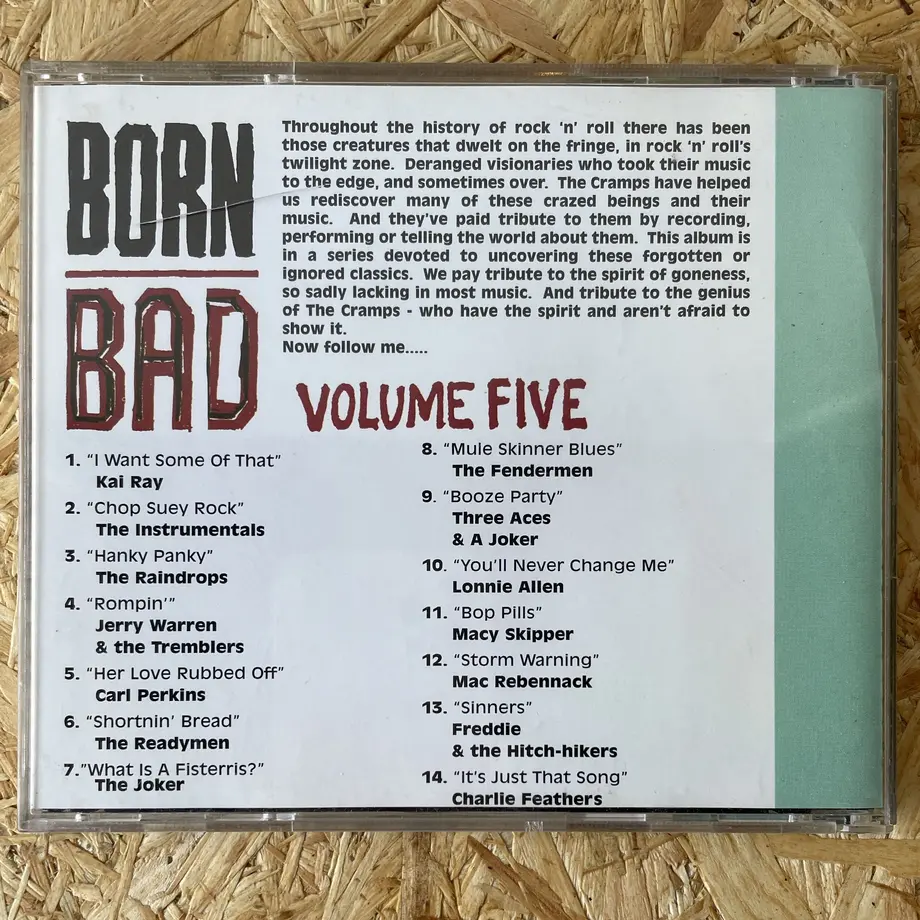 BORN
BAD
Throughout the history of rock ‘n’ roll there has been
those creatures that dwelt on the fringe, in rock ‘n’ roll’s
twilight zone. Deranged visionaries who took their music
to the edge, and sometimes over. The Cramps have helped
us rediscover many of these crazed beings and their
music. And they’ve paid tribute to them by recording,
performing or telling the world about them. This album is
in a series devoted to uncovering these forgotten or
ignored classics. We pay tribute to the spirit of goneness,
so sadly lacking in most music. And tribute to the genius
of The Cramps - who have the spirit and aren't afraid to
show it.
Now follow me.....
VOLUME FIVE
1. “I Want Some Of That”
Kai Ray
2. “Chop Suey Rock”
The Instrumentals
3. “Hanky Panky”
The Raindrops
4. “Rompin’”
Jerry Warren
& the Tremblers
5. “Her Love Rubbed Off”
Carl Perkins
6. “Shortnin’ Bread”
The Readymen
7."What Is A Fisterris?”
The Joker
8. “Mule Skinner Blues”
The Fendermen
9. “Booze Party”
Three Aces
& A Joker
10. “You’ll Never Change Me”
Lonnie Allen
11. “Bop Pills”
Macy Skipper
12. “Storm Warning”
Mac Rebennack
13. “Sinners”
Freddie
& the Hitch-hikers
14. “It’s Just That Song”
Charlie Feathers